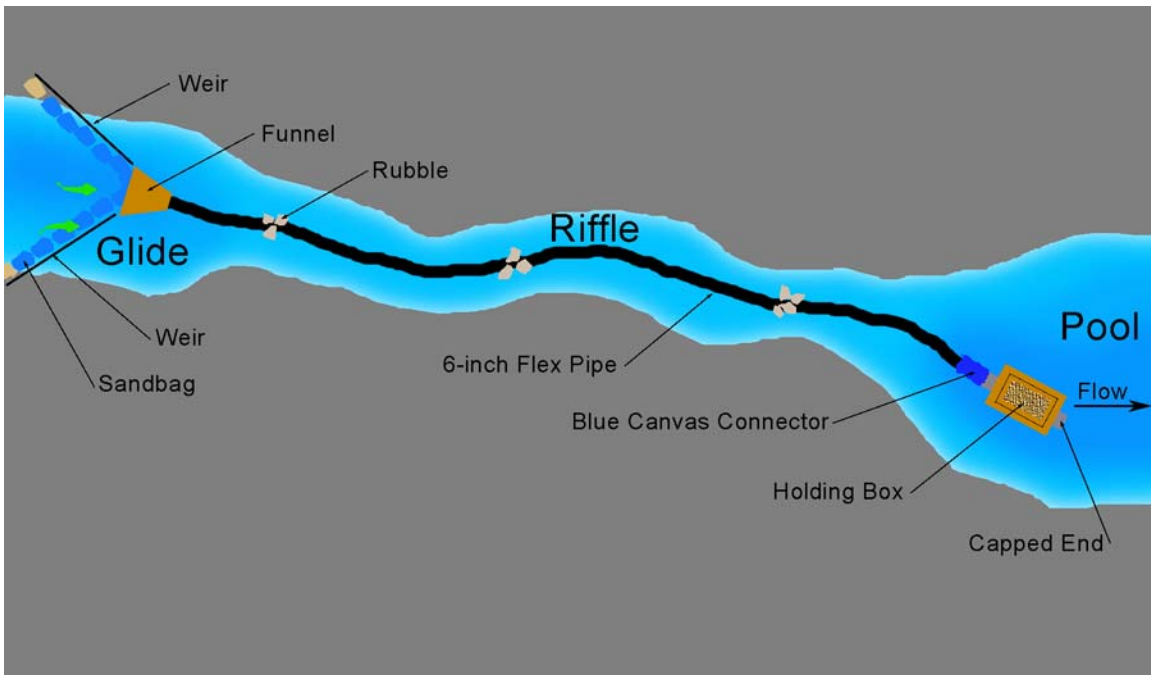 Weir
Funnel
Rubble
Riffle
Glide
Pool
Weir
6-inch Flex Pipe
Sandbag
Flow
Blue Canvas Connector
Holding Box
Capped End